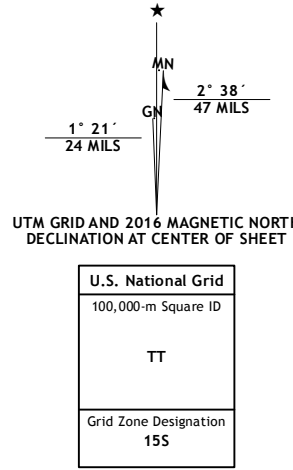 MN
GN
2° 38´
47 MILS
1° 21´
24 MILS
UTM GRID AND 2016 MAGNETIC NORTH
DECLINATION AT CENTER OF SHEET
U.S. National Grid
100,000-m Square ID
TT
Grid Zone Designation
15S